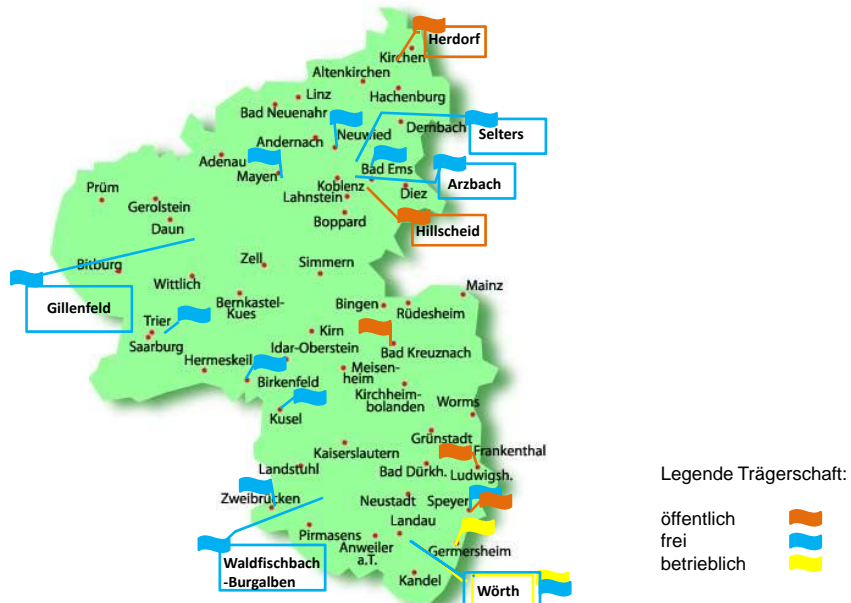 Herdorf
Kirchen
Altenkirchen
Linz
Hachenburg
Bad Neuenahr
Dernbach
Andernach
Neuwied
Selters
Adenau
Mayen
Bad Ems
Koblenz
Arzbach
Prüm
Lahnstein
Diez
Gerolstein
Daun
Boppard
Hillscheid
Zell
Simmern
Bitburg
Wittlich
Mainz
Gillenfeld
Bernkastel-
Kues
Bingen
Rüdesheim
Trier
Saarburg
Kirn
Idar-Oberstein
Bad Kreuznach
Hermeskeil
Meisen-
heim
Birkenfeld
Kirchheim-
bolanden
Worms
Kusel
Grünstadt
Kaiserslautern
Frankenthal
Landstuhl
Bad Dürkh.
Ludwigsh.
Legende Trägerschaft:
Zweibrücken
Neustadt
Speyer
öffentlich
Landau
frei
Pirmasens
Anweiler
a.T.
Germersheim
betrieblich
Waldfischbach
-Burgalben
Kandel
Wörth